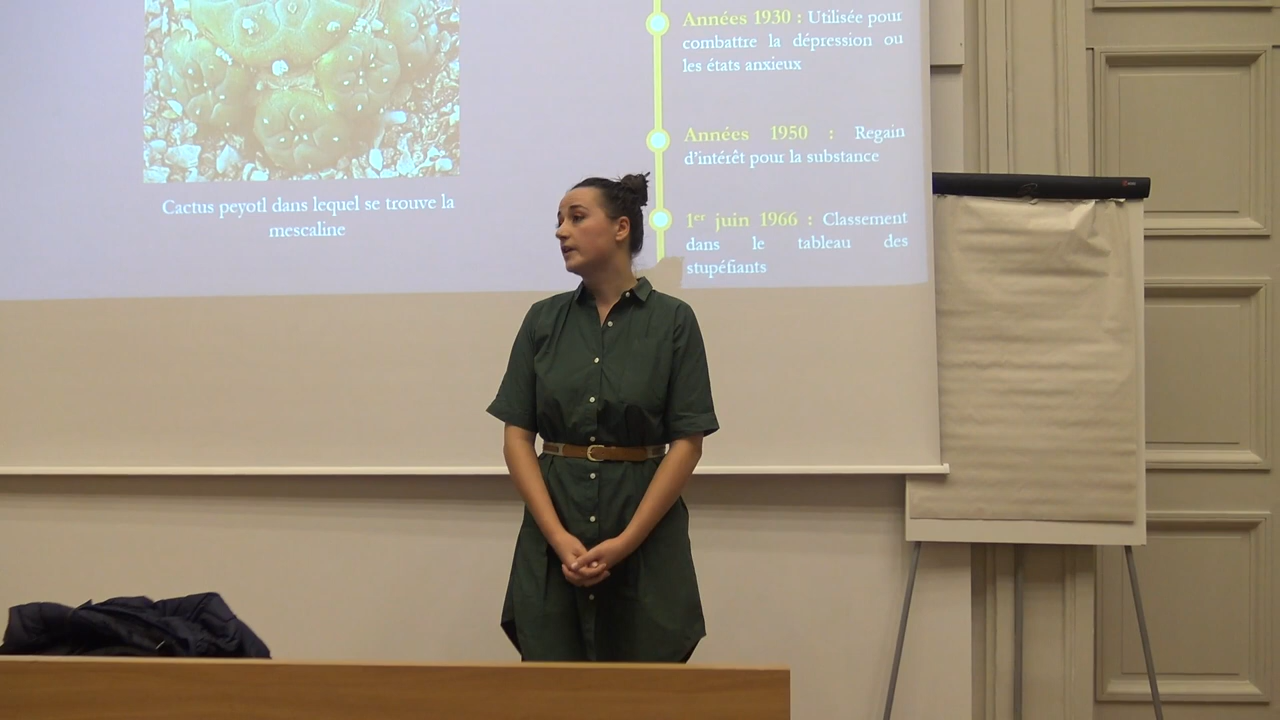 Cactus peyotl dans lequel se trouve la
mescaline
Années 1930 : Utilisée pour
combattre la dépression ou
les états anxieux
Années 1950 : Regain
d'intérêt pour la substance
1er juin 1966 : Classement
dans le tableau des
stupéfiants